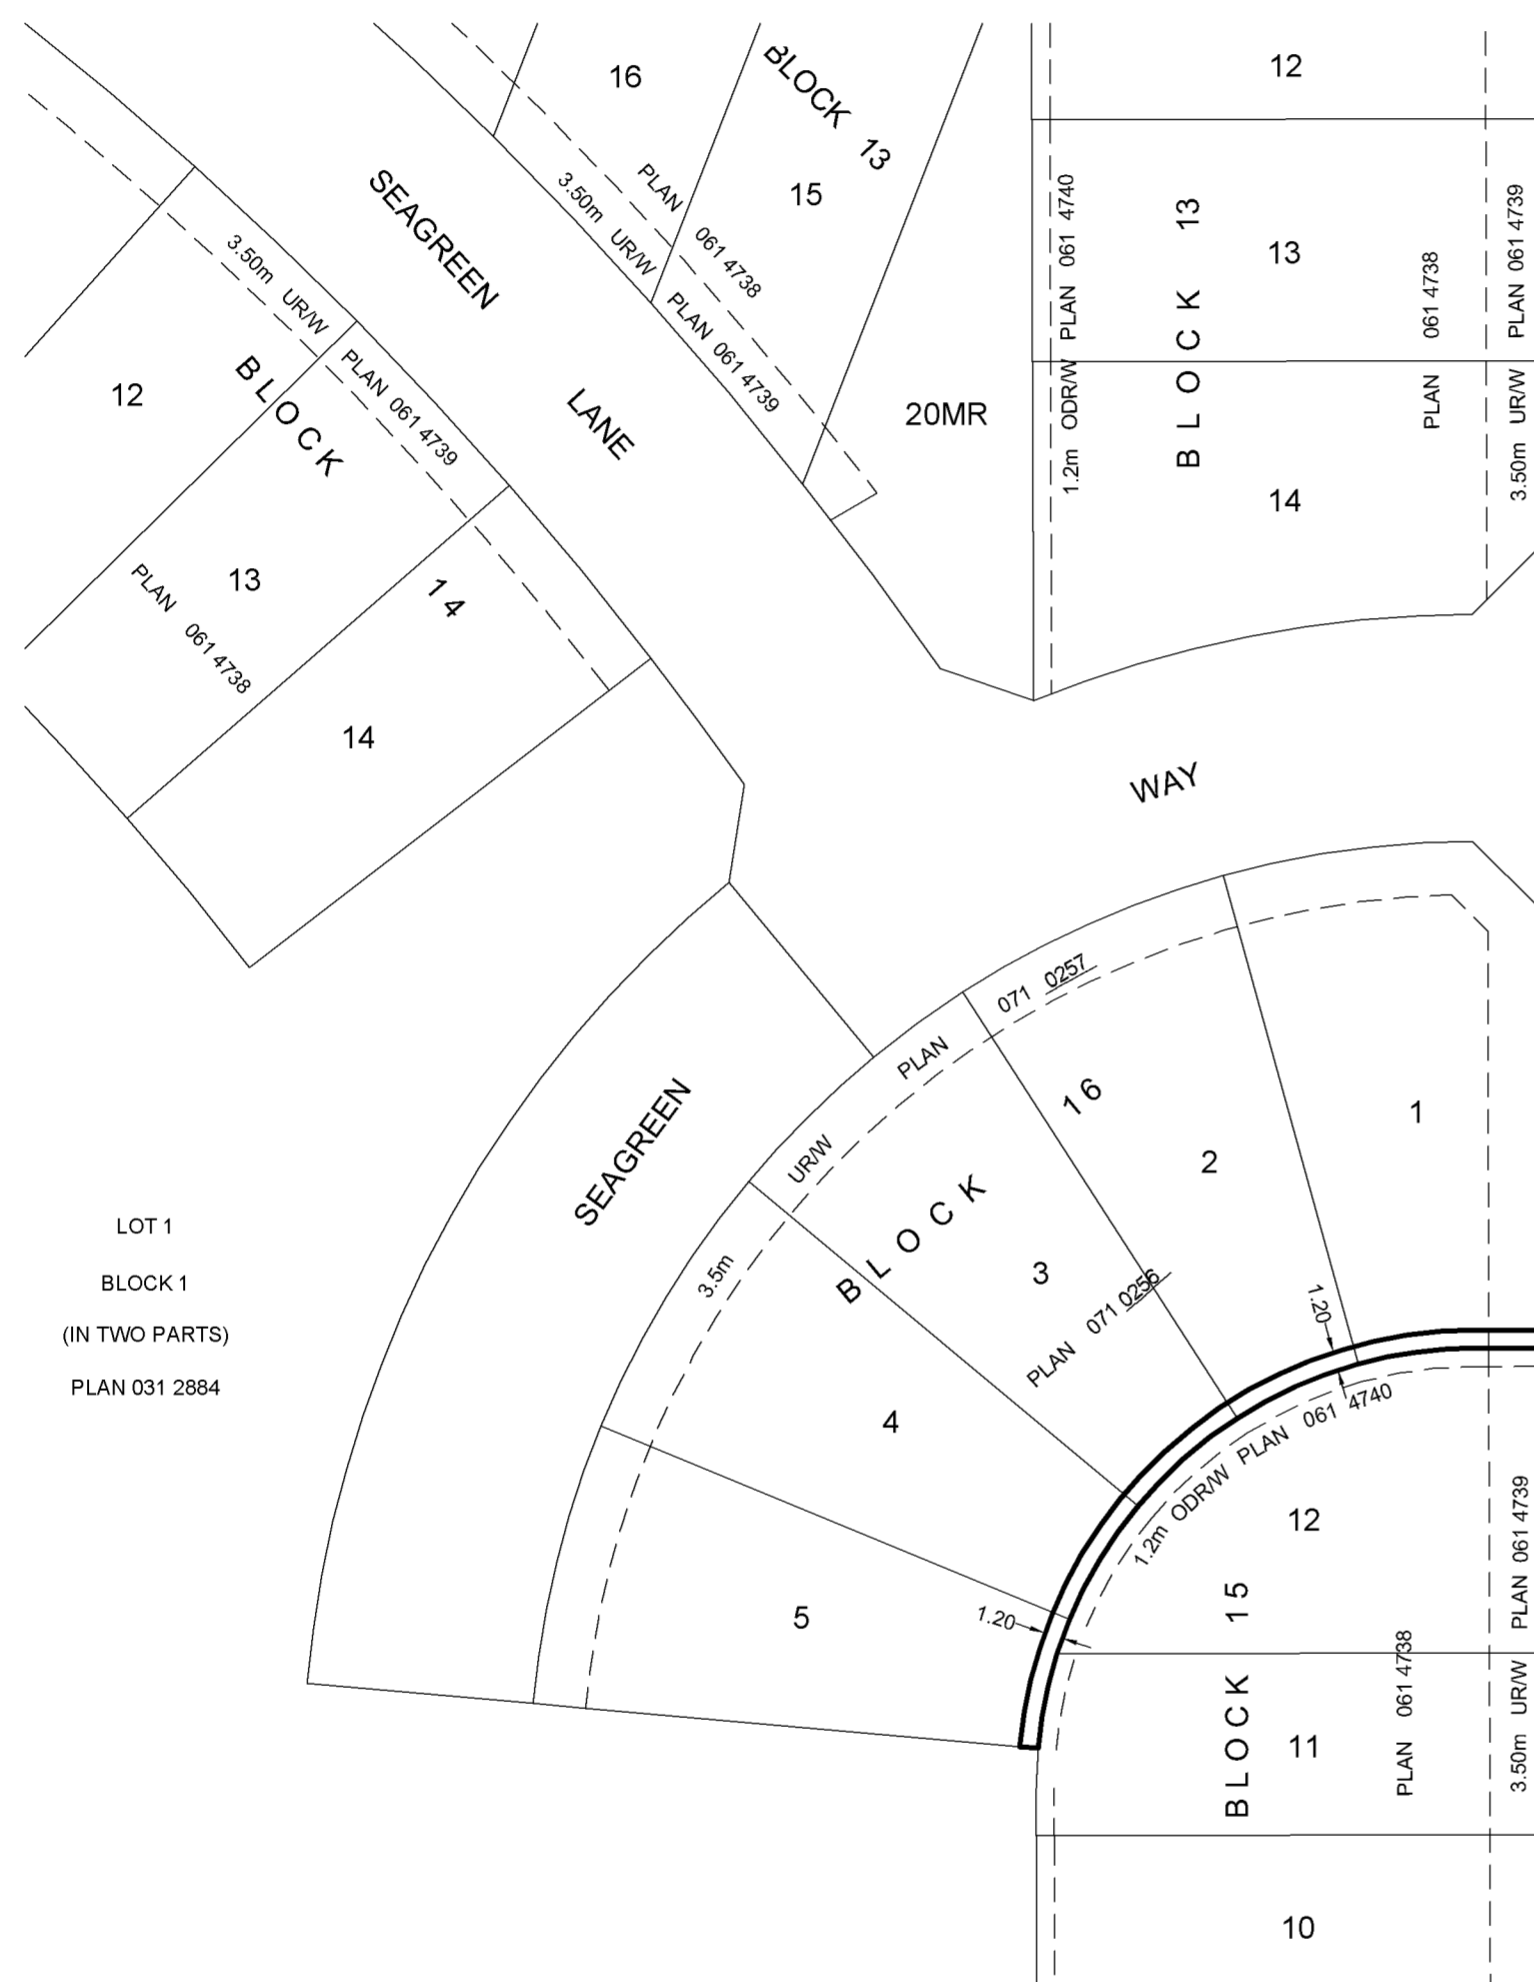 16
BLOCK 13
12
SEAGREEN
LANE
3.50m UR/W PLAN 061 4739
PLAN 061 4738
15
20MR
1.2m ODR/W PLAN 061 4740
BLOCK 13
13
14
PLAN 061 4738
3.50m UR/W PLAN 061 4739
3.50m UR/W PLAN 061 4739
BLOCK 14
12
13
PLAN 061 4738
14
WAY
SEAGREEN
3.5m UR/W PLAN 071 0257
BLOCK 16
1
2
3
PLAN 071 0256
4
5
1.20
1.20
LOT 1
BLOCK 1
(IN TWO PARTS)
PLAN 031 2884
1.2m ODR/W PLAN 061 4740
12
BLOCK 15
11
PLAN 061 4738
3.50m UR/W PLAN 061 4739
10